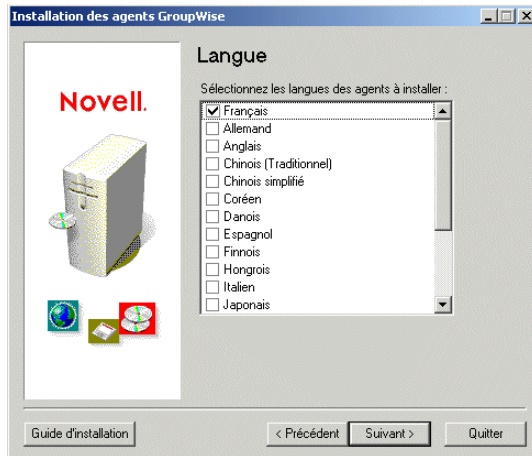 Installation des agents GroupWise
Novell.
Langue
Sélectionnez les langues des agents à installer :
Français
Allemand
Anglais
Chinois (Traditionnel)
Chinois simplifié
Coréen
Danois
Espagnol
Finnois
Hongrois
Italien
Japonais
Guide d'installation
< Précédent
Suivant >
Quitter